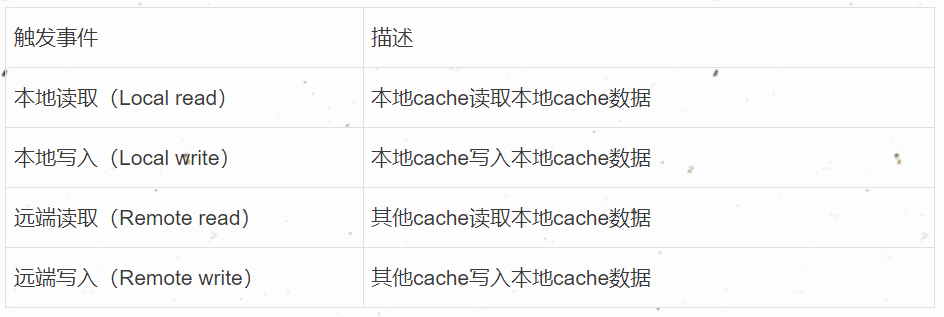 触发事件 描述
本地读取（Local read） 本地cache读取本地cache数据
本地写入（Local write） 本地cache写入本地cache数据
远端读取（Remote read） 其他cache读取本地cache数据
远端写入（Remote write） 其他cache写入本地cache数据